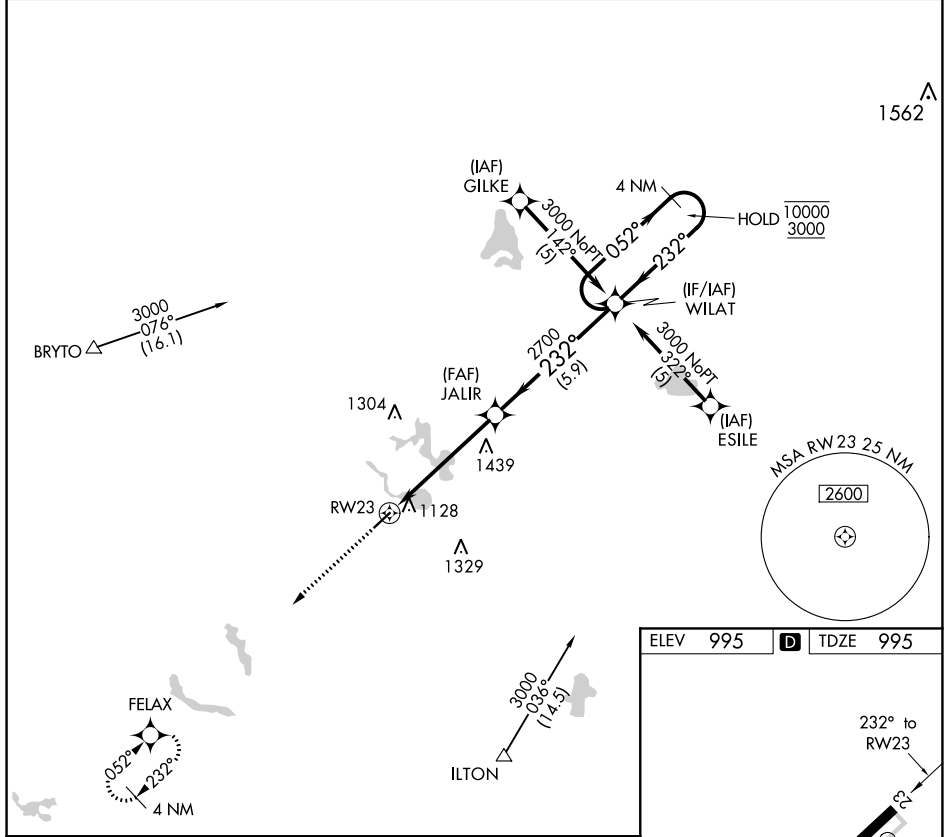 1562
(IAF)
GILKE
3000 NoPT
142°
(5)
4 NM
052°
232°
HOLD 10000
3000
(IF/IAF)
WILAT
3000
076°
(16.1)
BRYTO
2700
232°
(5.9)
3000 NoPT
322°
(5)
(FAF)
JALIR
(IAF)
ESILE
1304
1439
MSA RW23 25 NM
2600
RW23
1128
1329
ELEV 995 D TDZE 995
3000
036°
(14.5)
ILTON
FELAX
052°
232°
4 NM
232° to
RW23
23